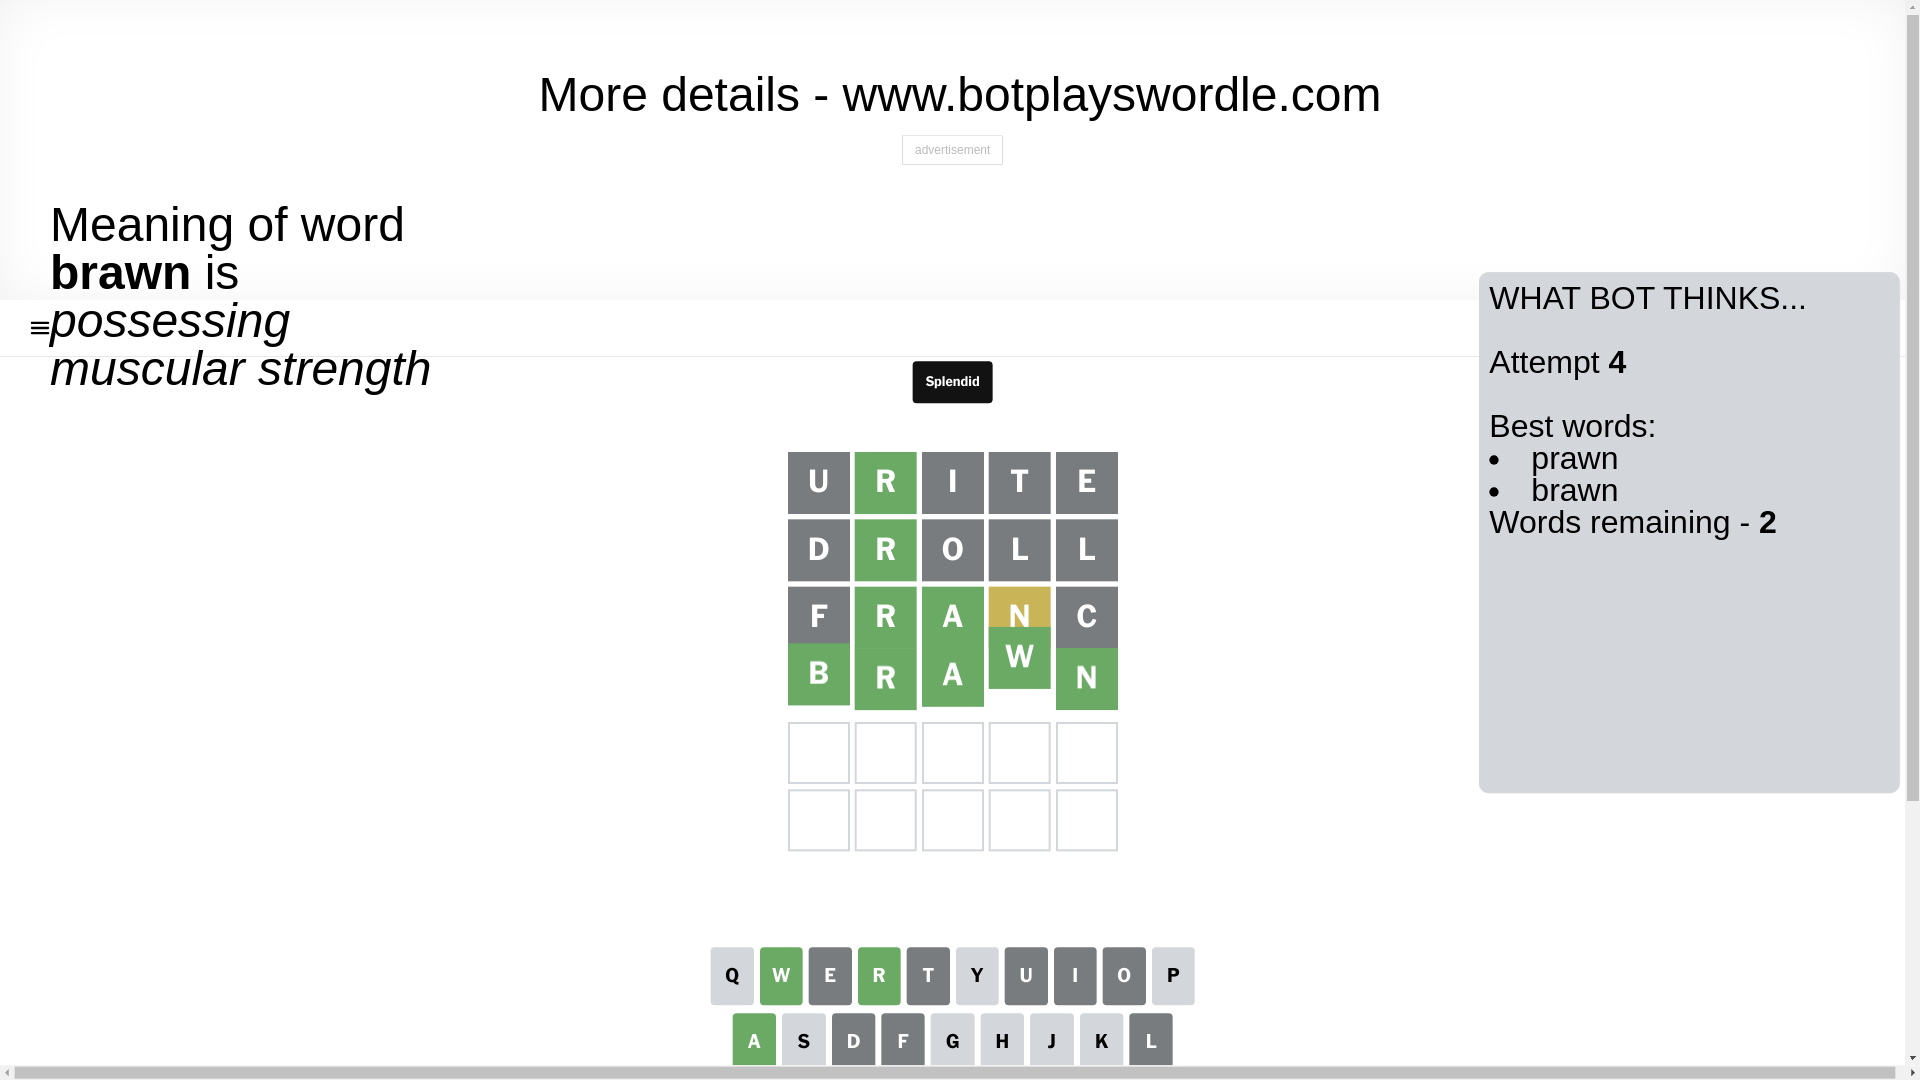 More details - www.botplayswordle.com
advertisement
Meaning of word
brawn is
possessing
muscular strength
WHAT BOT THINKS...
Attempt 4
Best words:
• prawn
• brawn
Words remaining - 2
Splendid
U R I T E
D R O L L
F R A N C
B R A W N
Q W E R T Y U I O P
A S D F G H J K L